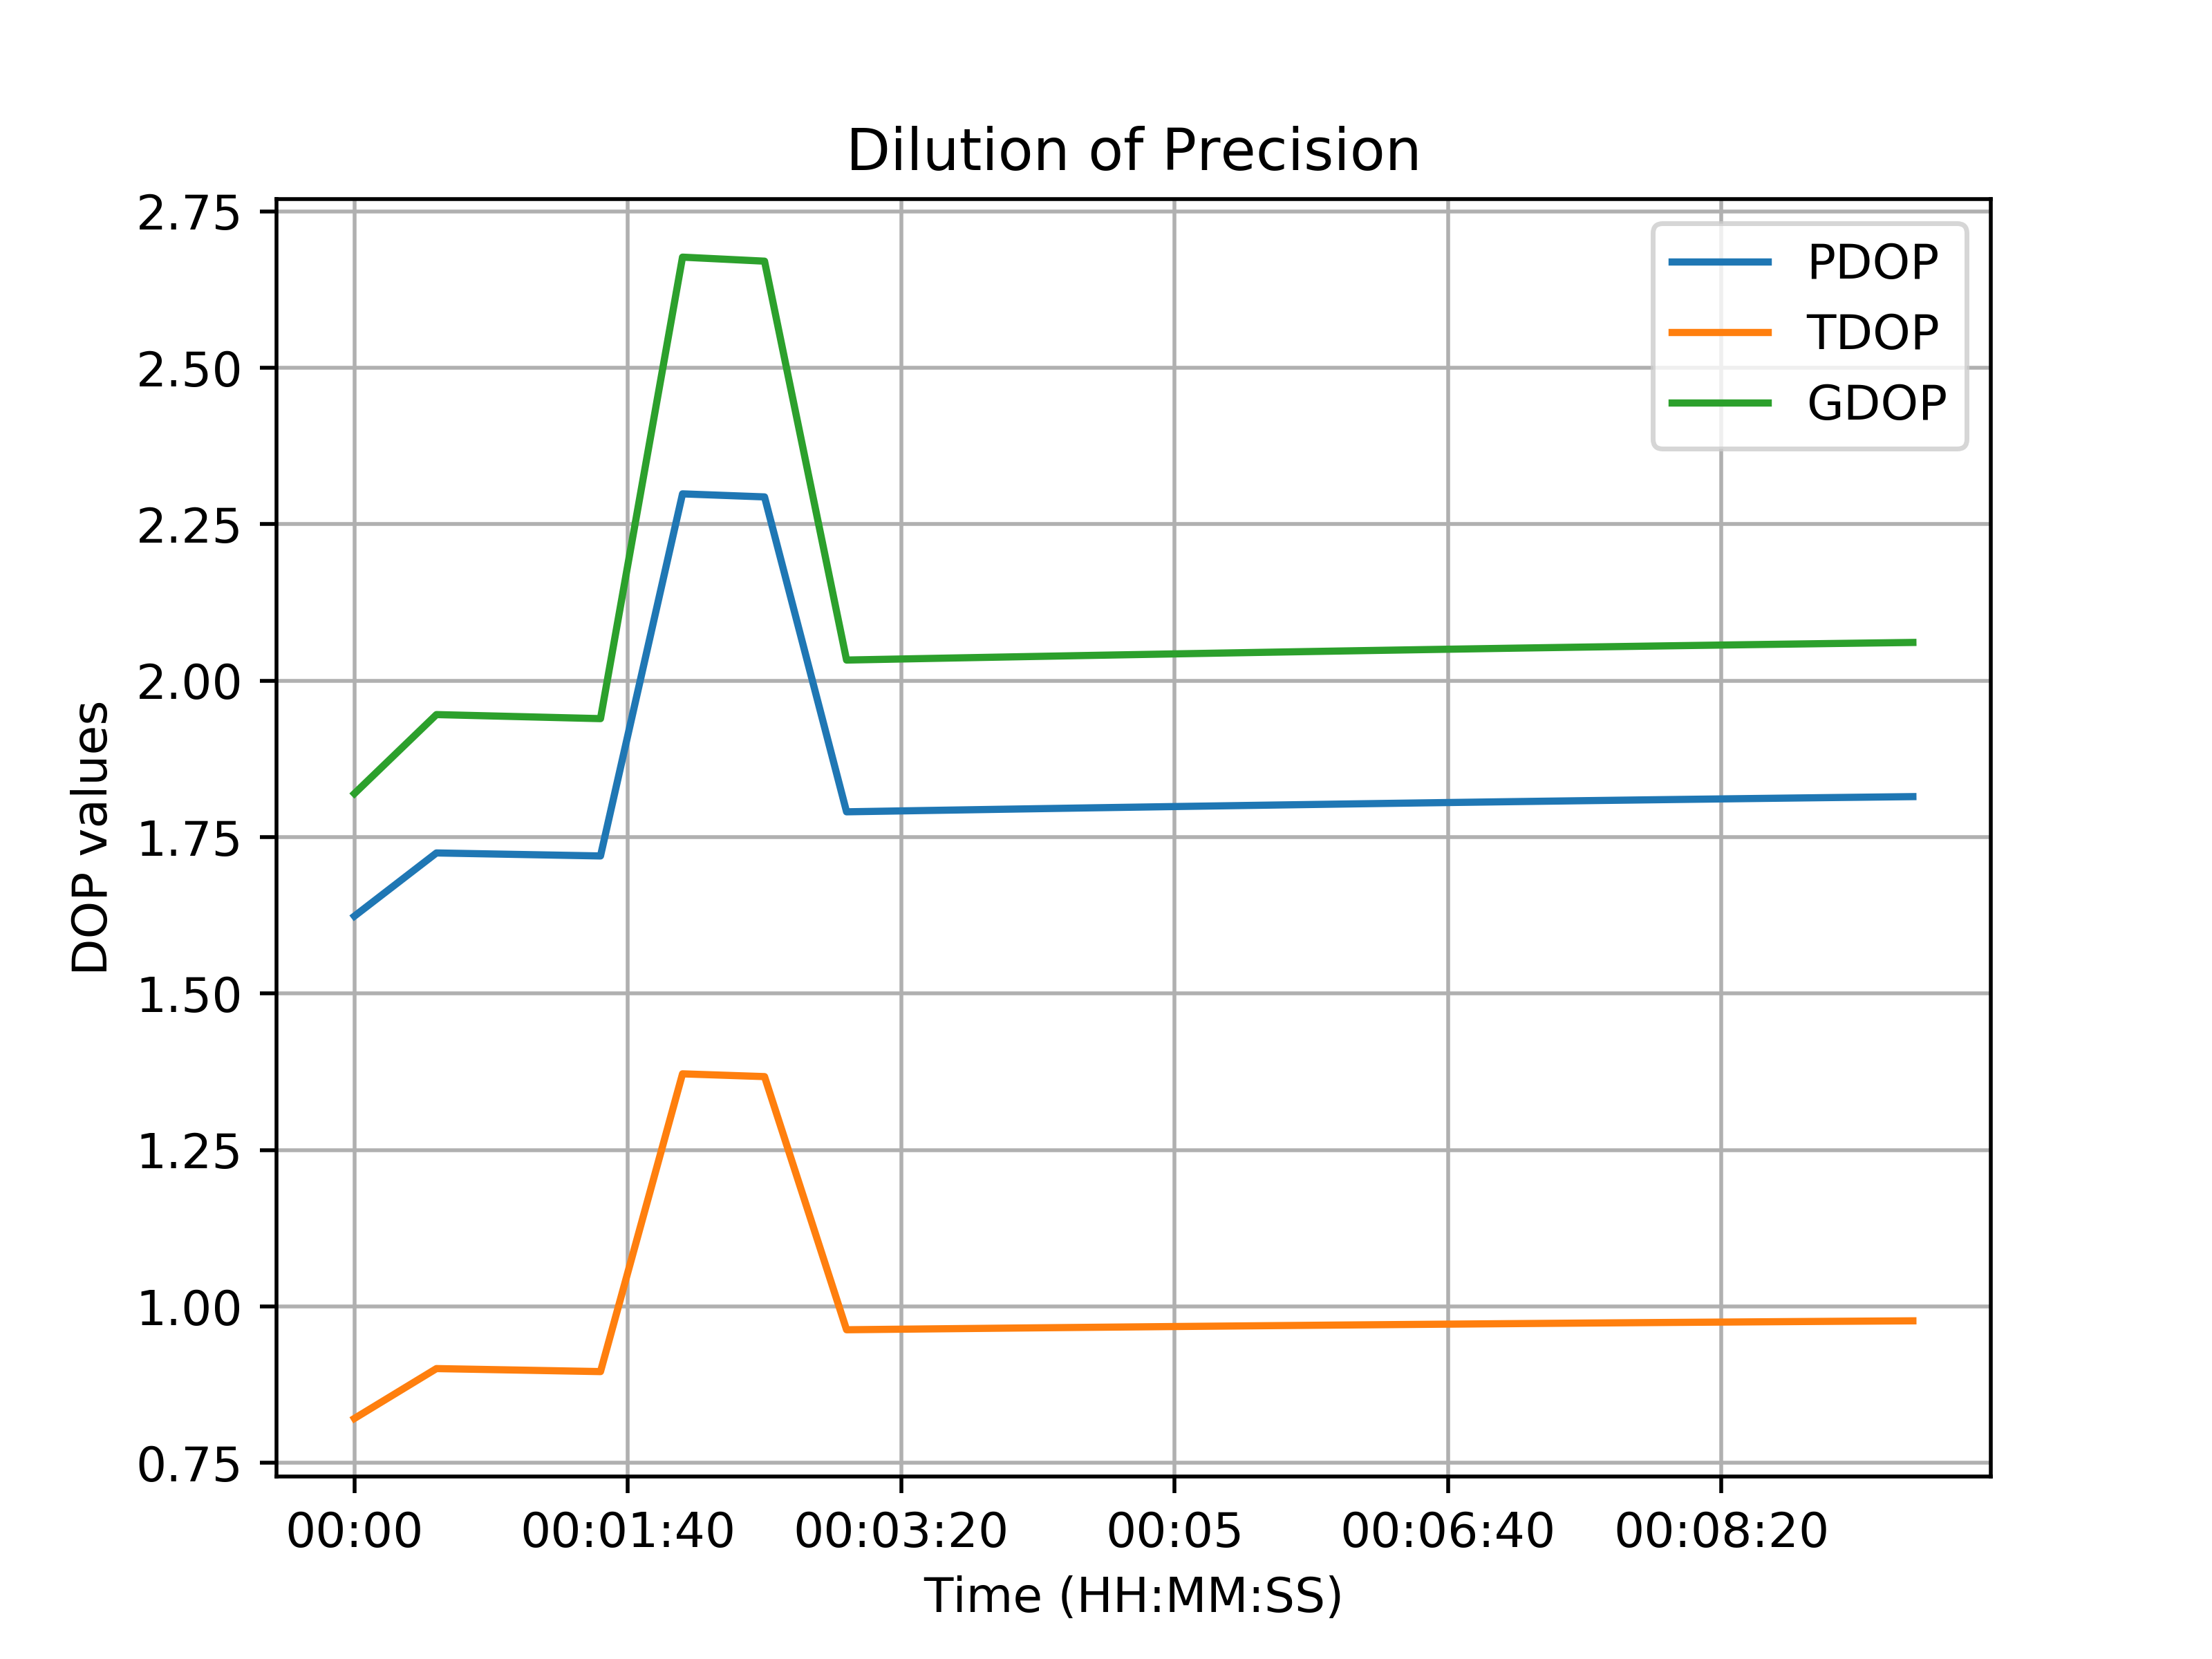 Dilution of Precision
2.75
2.50
2.25
2.00
1.75
1.50
1.25
1.00
0.75
DOP values
PDOP
TDOP
GDOP
00:00 00:01:40 00:03:20 00:05 00:06:40 00:08:20
Time (HH:MM:SS)